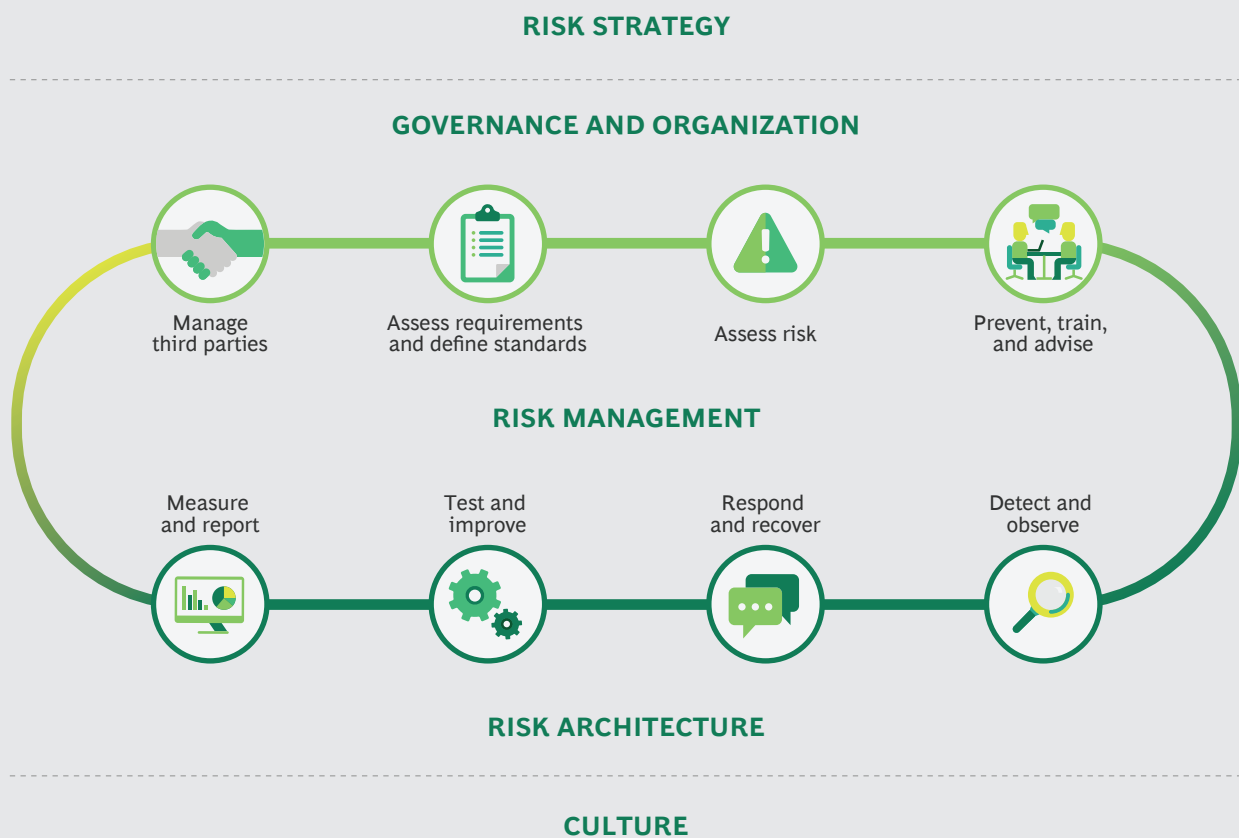 RISK STRATEGY
GOVERNANCE AND ORGANIZATION
Manage
third parties
Assess requirements
and define standards
Assess risk
Prevent, train,
and advise
RISK MANAGEMENT
Measure
and report
Test and
improve
Respond
and recover
Detect and
observe
RISK ARCHITECTURE
CULTURE